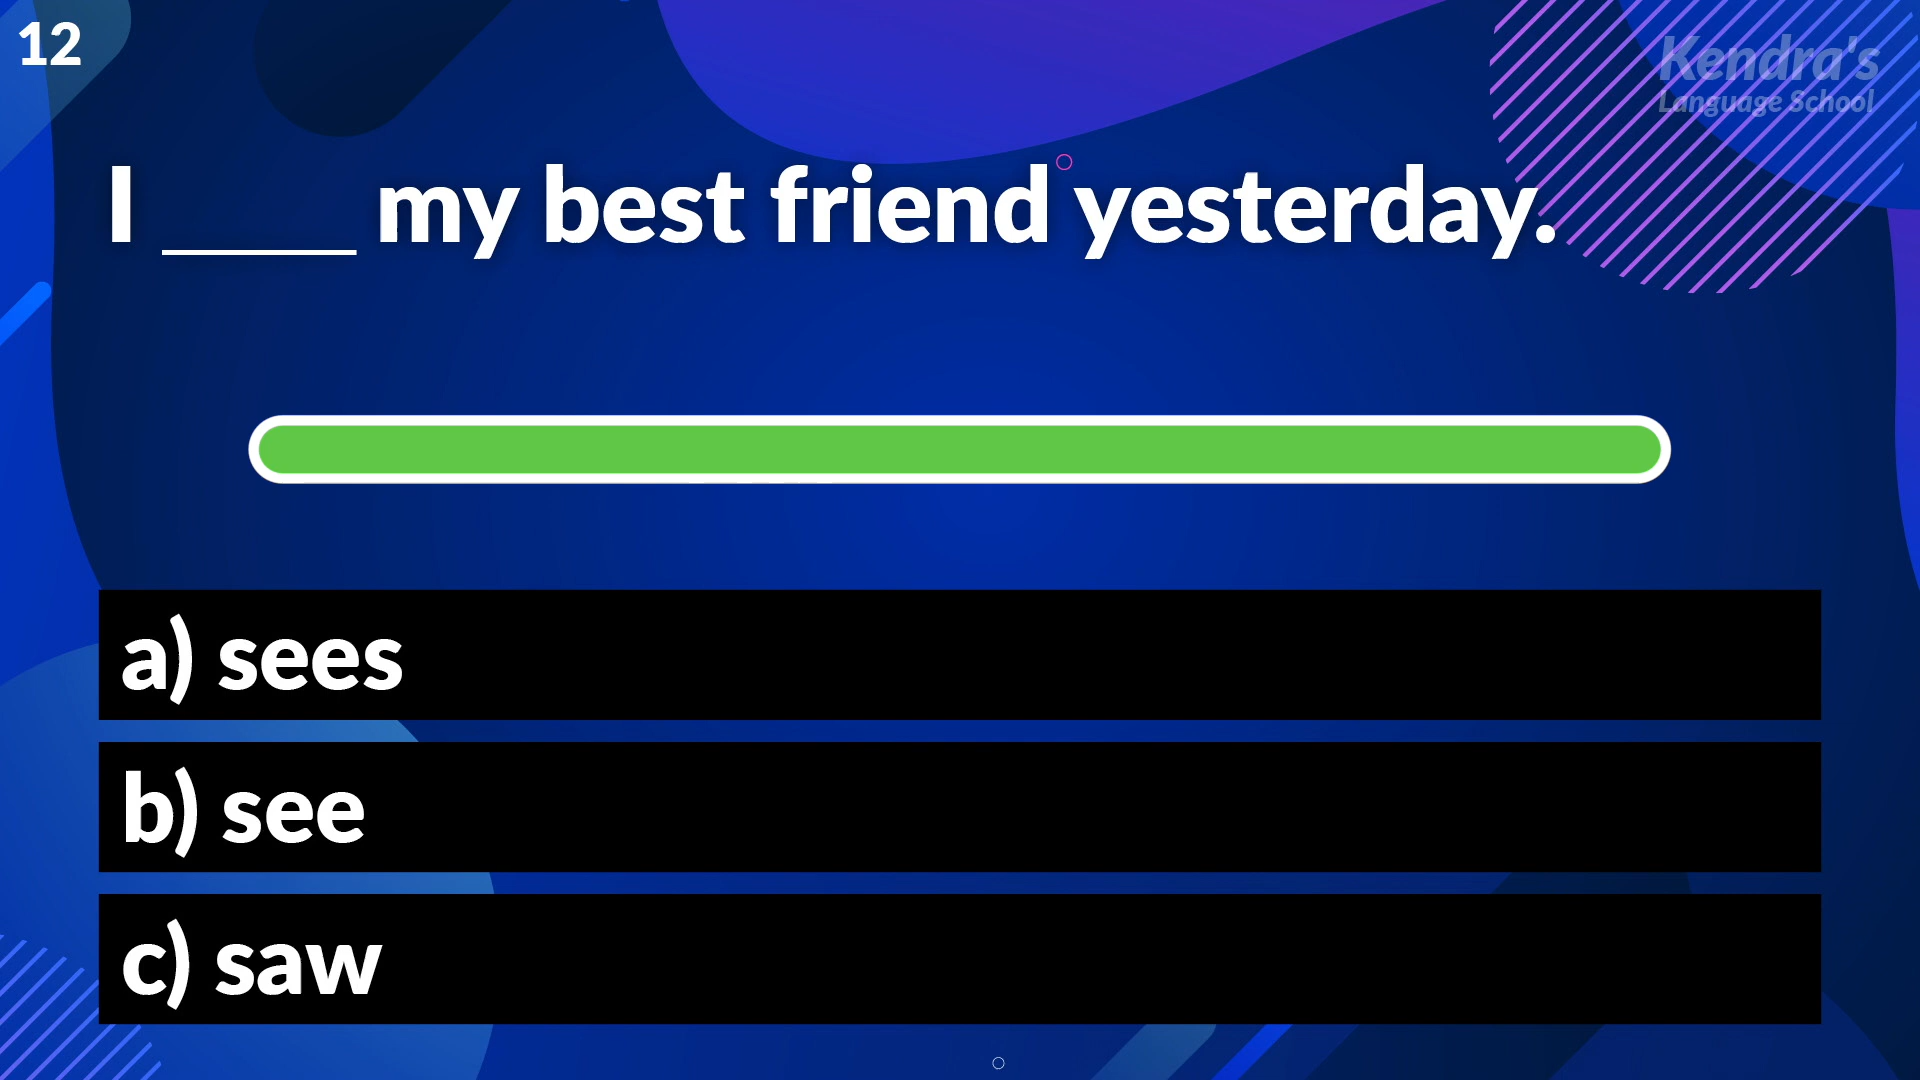 12
Kendra's
Language School
I ____ my best friend yesterday.
a) sees
b) see
c) saw